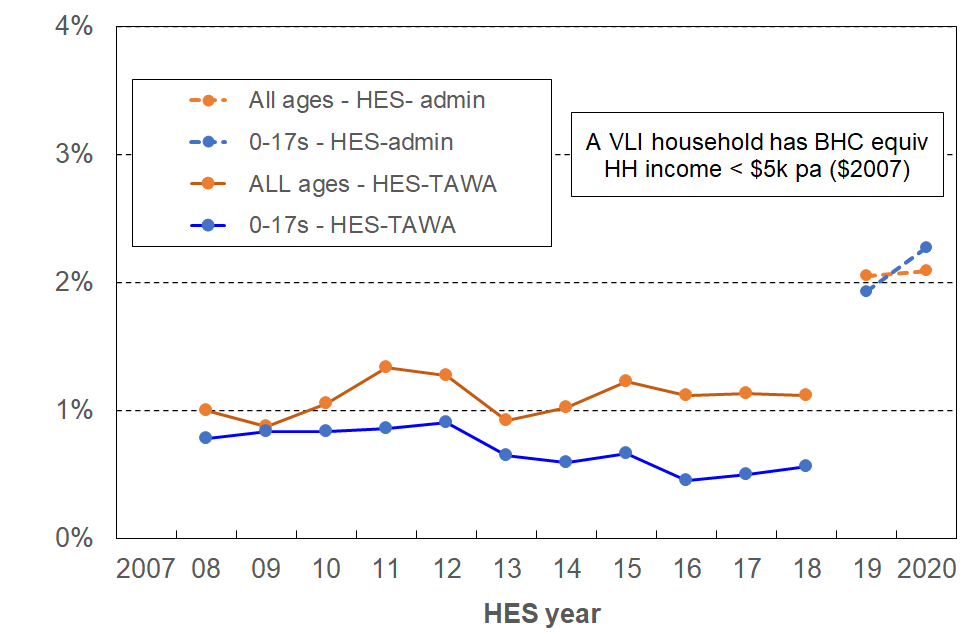 4%
All ages - HES- admin
0-17s - HES-admin
ALL ages - HES-TAWA
0-17s - HES-TAWA
A VLI household has BHC equiv
HH income < $5k pa ($2007)
3%
2%
1%
0%
2007 08 09 10 11 12 13 14 15 16 17 18 19 2020
HES year